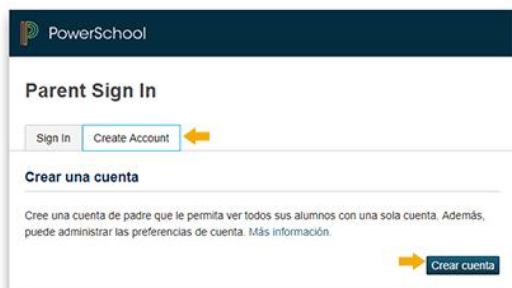 PowerSchool
Parent Sign In
Sign In
Create Account
Crear una cuenta
Cree una cuenta de padre que le permita ver todos sus alumnos con una sola cuenta. Además,
puede administrar las preferencias de cuenta. Más información.
Crear cuenta